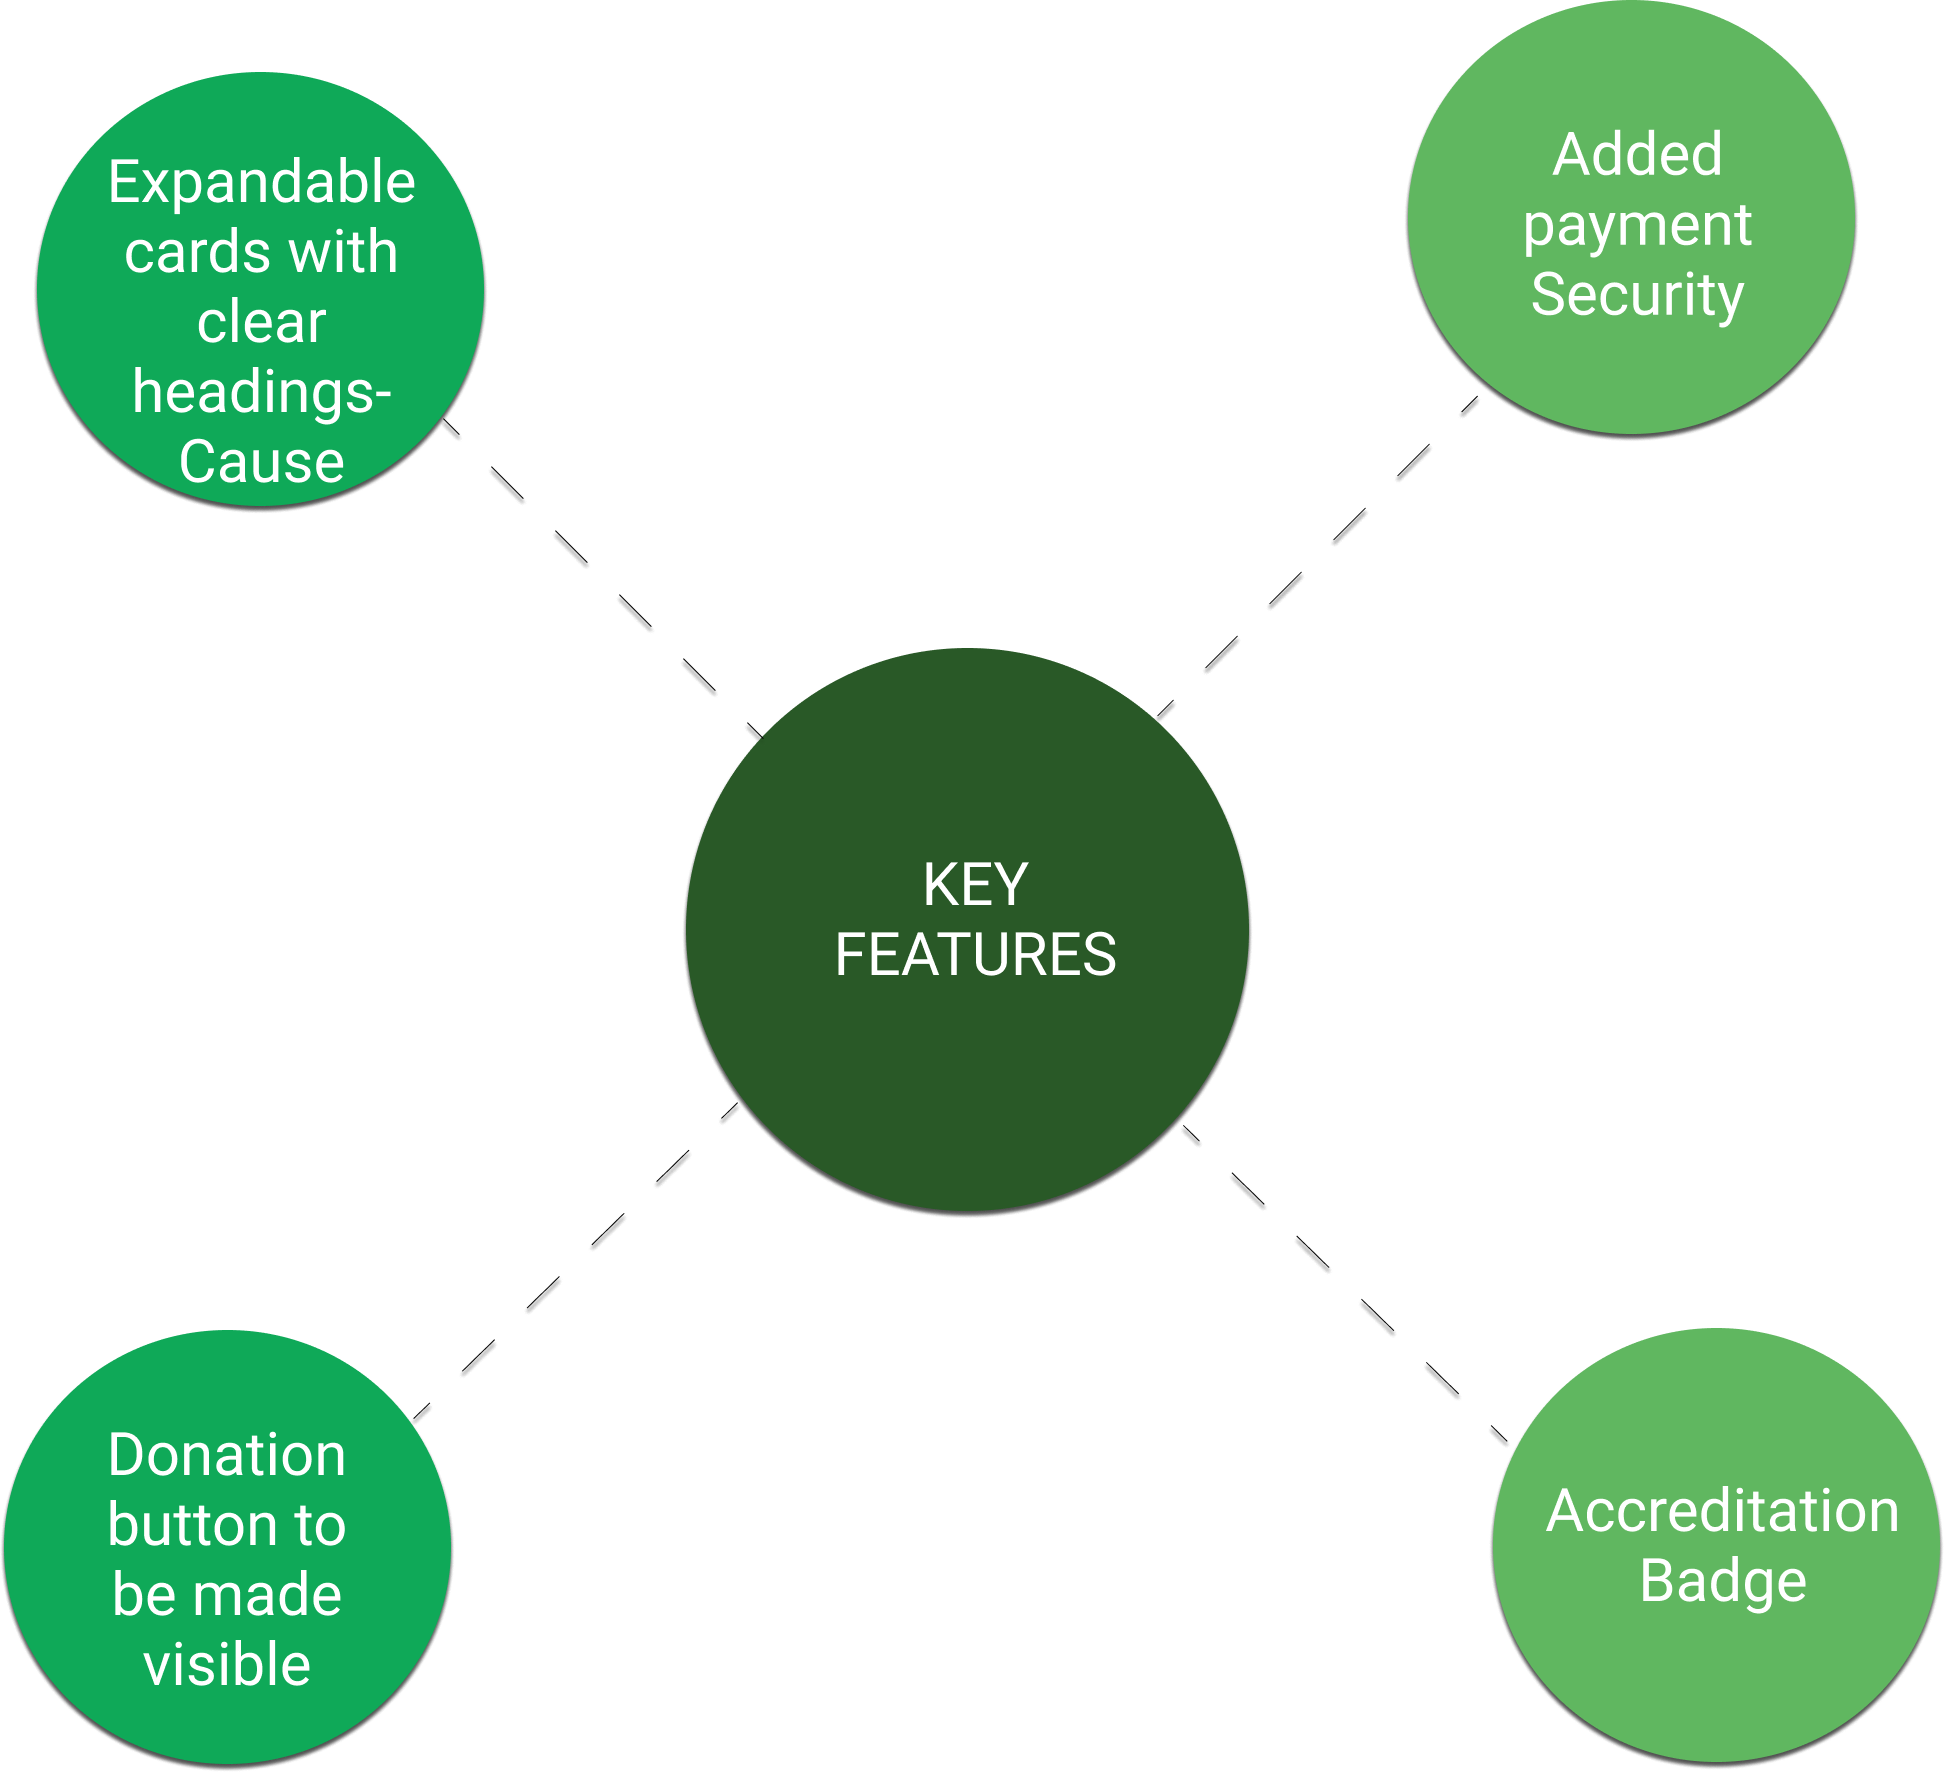 Expandable
cards with
clear
headings-
Cause
Added
payment
Security
KEY
FEATURES
Donation
button to
be made
visible
Accreditation
Badge